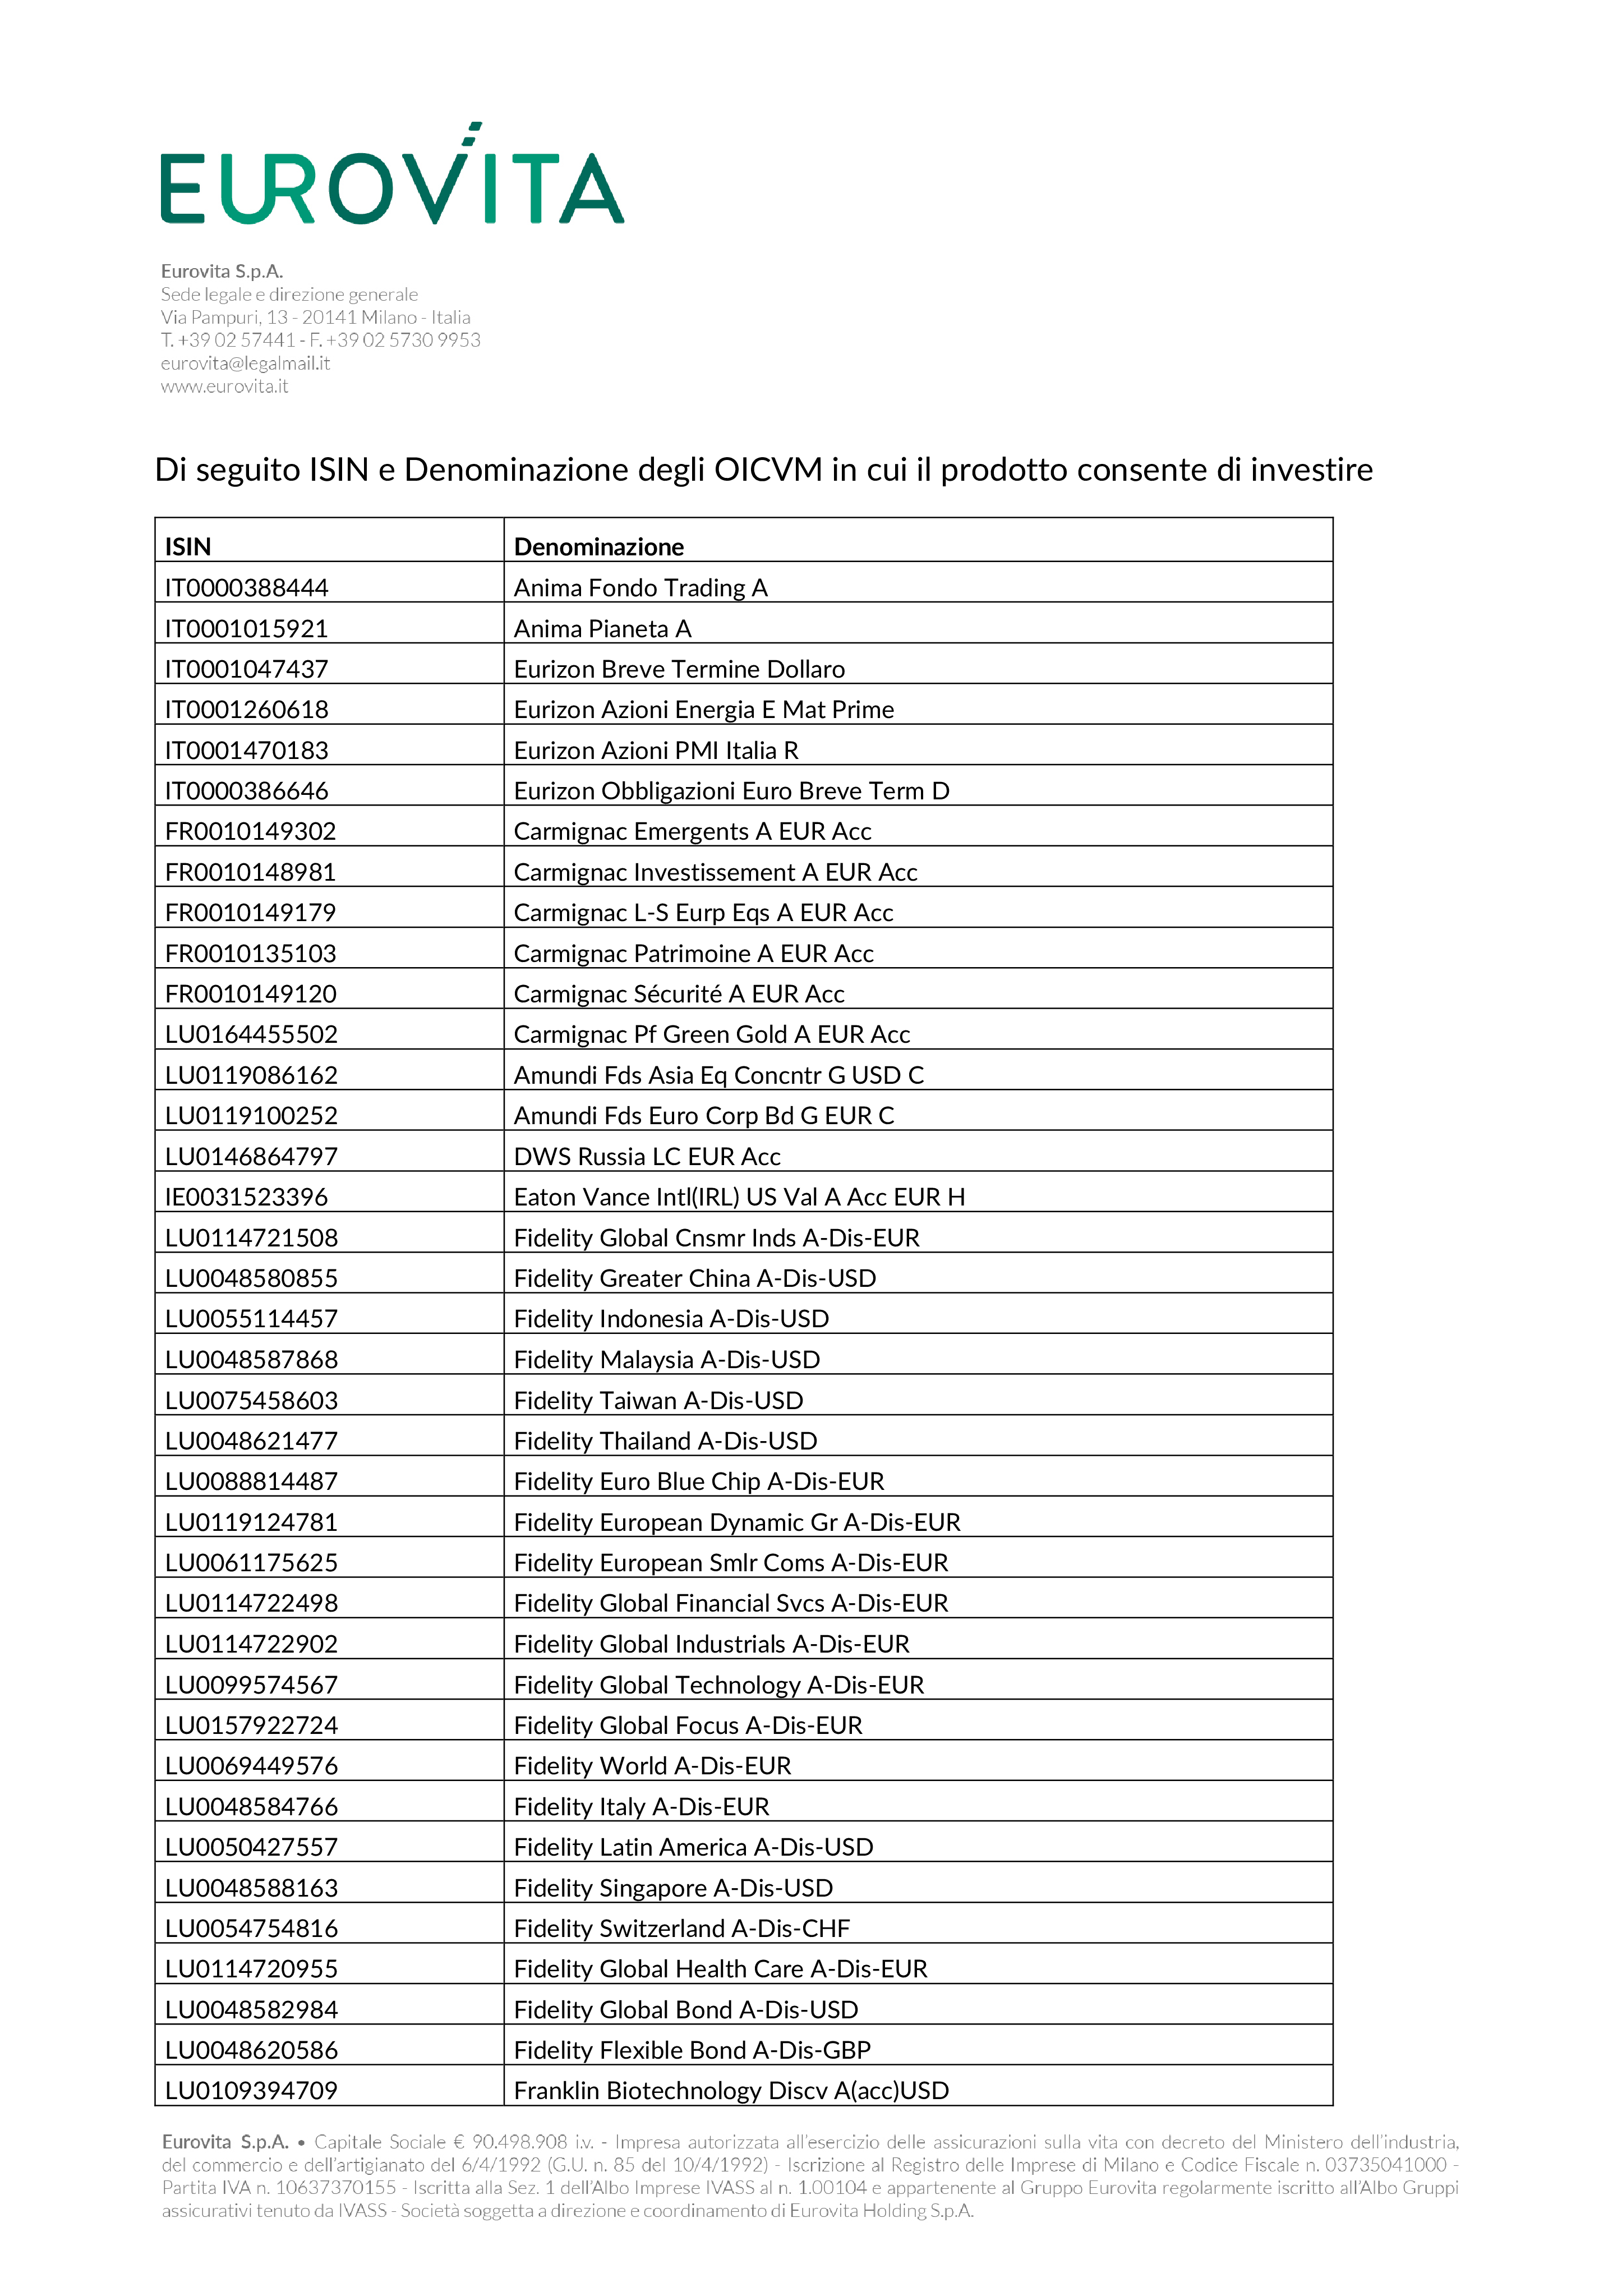 EUROVITA
Eurovita S.p.A.
Sede legale e direzione generale
Via Pampuri, 13 - 20141 Milano - Italia
T. +39 02 57441 - F. +39 02 5730 9953
eurovita@legalmail.it
www.eurovita.it
Di seguito ISIN e Denominazione degli OICVM in cui il prodotto consente di investire
ISIN Denominazione
IT0000388444 Anima Fondo Trading A
IT0001015921 Anima Pianeta A
IT0001047437 Eurizon Breve Termine Dollaro
IT0001260618 Eurizon Azioni Energia E Mat Prime
IT0001470183 Eurizon Azioni PMI Italia R
IT0000386646 Eurizon Obbligazioni Euro Breve Term D
FR0010149302 Carmignac Emergents A EUR Acc
FR0010148981 Carmignac Investissement A EUR Acc
FR0010149179 Carmignac L-S Eurp Eqs A EUR Acc
FR0010135103 Carmignac Patrimoine A EUR Acc
FR0010149120 Carmignac Sécurité A EUR Acc
LU0164455502 Carmignac Pf Green Gold A EUR Acc
LU0119086162 Amundi Fds Asia Eq Concntr G USD C
LU0119100252 Amundi Fds Euro Corp Bd G EUR C
LU0146864797 DWS Russia LC EUR Acc
IE0031523396 Eaton Vance Intl(IRL) US Val A Acc EUR H
LU0114721508 Fidelity Global Cnsmr Inds A-Dis-EUR
LU0048580855 Fidelity Greater China A-Dis-USD
LU0055114457 Fidelity Indonesia A-Dis-USD
LU0048587868 Fidelity Malaysia A-Dis-USD
LU0075458603 Fidelity Taiwan A-Dis-USD
LU0048621477 Fidelity Thailand A-Dis-USD
LU0088814487 Fidelity Euro Blue Chip A-Dis-EUR
LU0119124781 Fidelity European Dynamic Gr A-Dis-EUR
LU0061175625 Fidelity European Smlr Coms A-Dis-EUR
LU0114722498 Fidelity Global Financial Svcs A-Dis-EUR
LU0114722902 Fidelity Global Industrials A-Dis-EUR
LU0099574567 Fidelity Global Technology A-Dis-EUR
LU0157922724 Fidelity Global Focus A-Dis-EUR
LU0069449576 Fidelity World A-Dis-EUR
LU0048584766 Fidelity Italy A-Dis-EUR
LU0050427557 Fidelity Latin America A-Dis-USD
LU0048588163 Fidelity Singapore A-Dis-USD
LU0054754816 Fidelity Switzerland A-Dis-CHF
LU0114720955 Fidelity Global Health Care A-Dis-EUR
LU0048582984 Fidelity Global Bond A-Dis-USD
LU0048620586 Fidelity Flexible Bond A-Dis-GBP
LU0109394709 Franklin Biotechnology Discv A(acc)USD
Eurovita S.p.A. • Capitale Sociale € 90.498.908 i.v. - Impresa autorizzata all'esercizio delle assicurazioni sulla vita con decreto del Ministero dell'industria,
del commercio e dell'artigianato del 6/4/1992 (G.U. n. 85 del 10/4/1992) - Iscrizione al Registro delle Imprese di Milano e Codice Fiscale n. 03735041000 -
Partita IVA n. 10637370155 - Iscritta alla Sez. 1 dell'Albo Imprese IVASS al n. 1.00104 e appartenente al Gruppo Eurovita regolarmente iscritto all'Albo Gruppi
assicurativi tenuto da IVASS - Società soggetta a direzione e coordinamento di Eurovita Holding S.p.A.